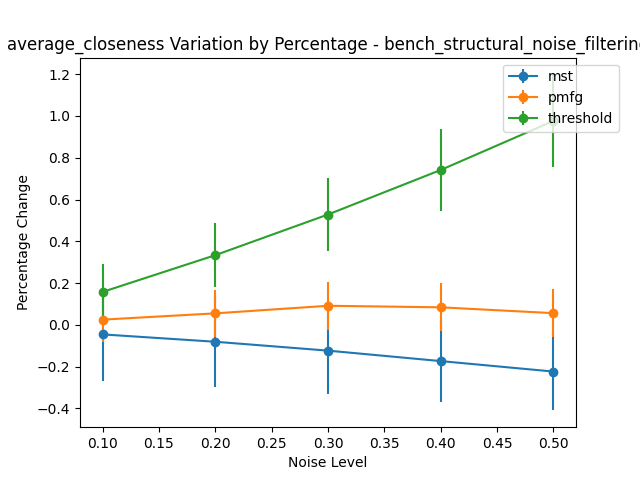 average_closeness Variation by Percentage - bench_structural_noise_filtering
mst
pmfg
threshold
Percentage Change
1.2
1.0
0.8
0.6
0.4
0.2
0.0
−0.2
−0.4
0.10 0.15 0.20 0.25 0.30 0.35 0.40 0.45 0.50
Noise Level